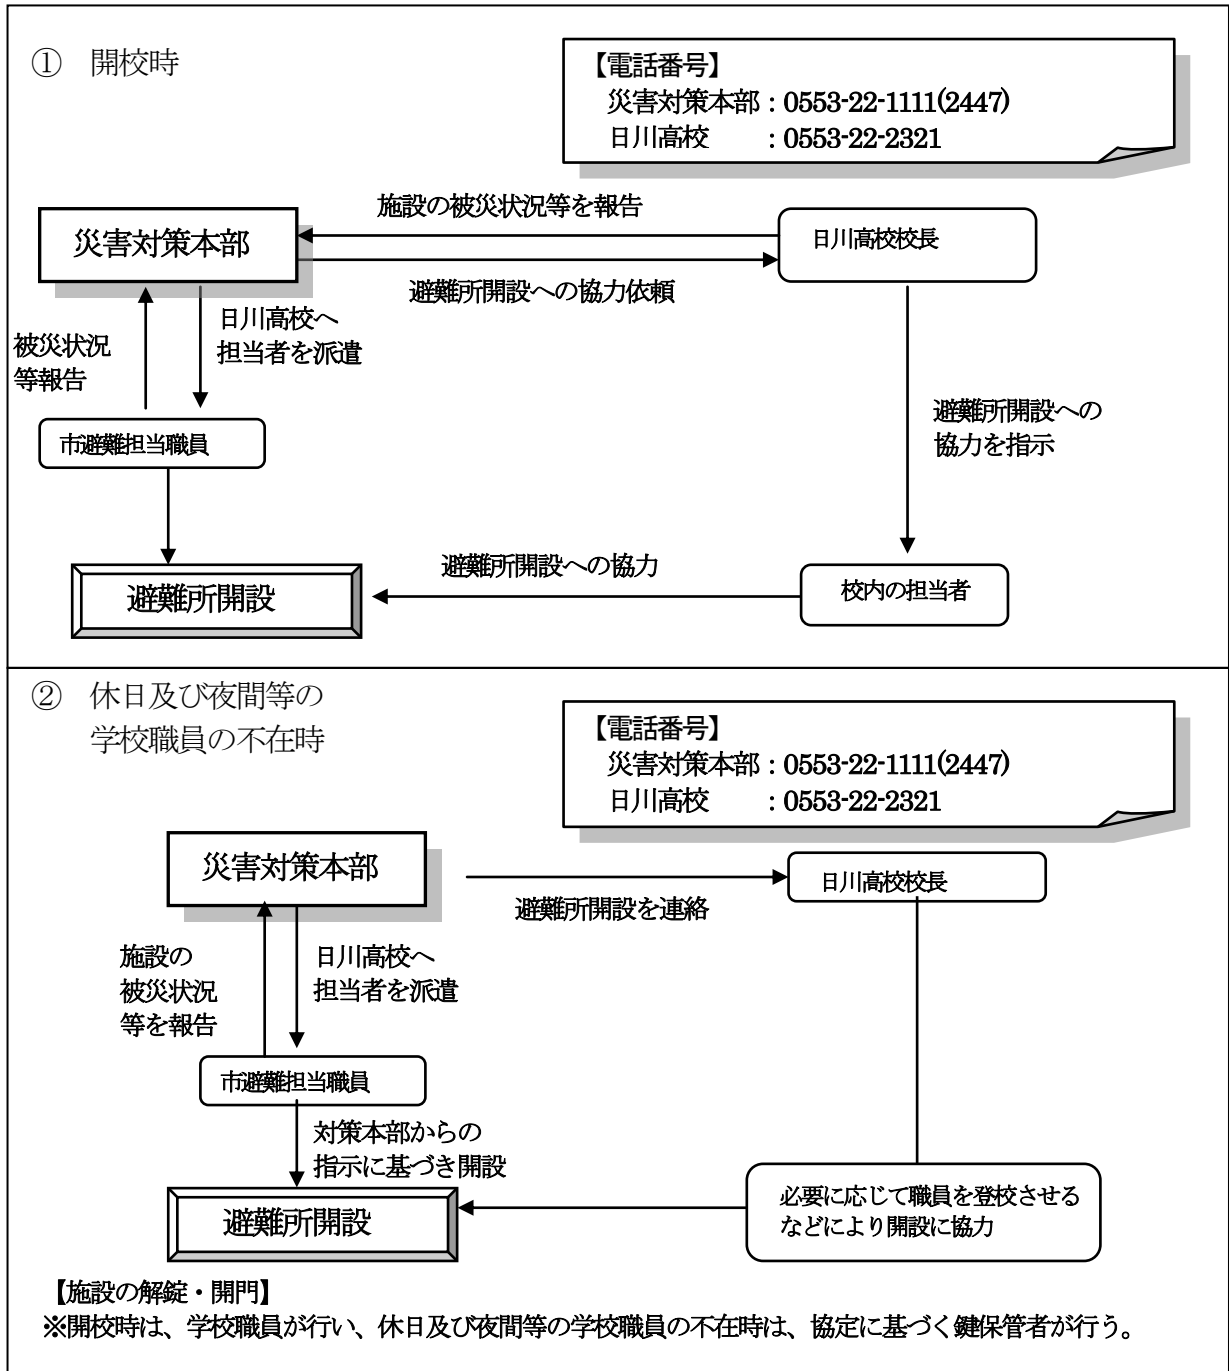 ① 開校時
【電話番号】
災害対策本部：0553-22-1111(2447)
日川高校　　：0553-22-2321
施設の被災状況等を報告
災害対策本部
日川高校校長
避難所開設への協力依頼
日川高校へ
担当者を派遣
被災状況
等報告
避難所開設への
協力を指示
市避難担当職員
避難所開設への協力
避難所開設
校内の担当者
② 休日及び夜間等の
学校職員の不在時
【電話番号】
災害対策本部：0553-22-1111(2447)
日川高校　　：0553-22-2321
災害対策本部
日川高校校長
避難所開設を連絡
施設の
被災状況
等を報告
日川高校へ
担当者を派遣
市避難担当職員
対策本部からの
指示に基づき開設
必要に応じて職員を登校させる
などにより開設に協力
避難所開設
【施設の解錠・開門】
※開校時は、学校職員が行い、休日及び夜間等の学校職員の不在時は、協定に基づく鍵保管者が行う。